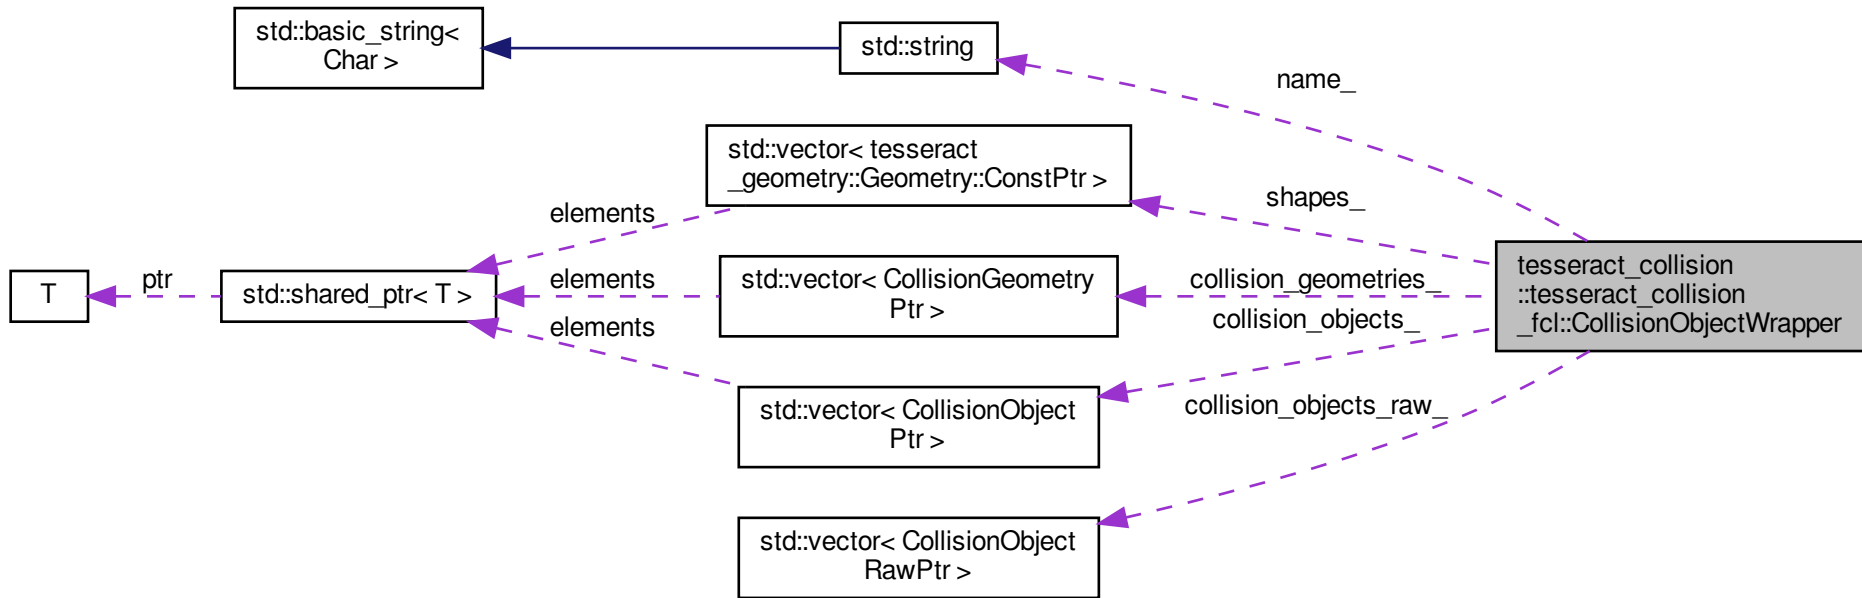 std::basic_string<
Char >
std::string
name_
std::vector< tesseract
_geometry::Geometry::ConstPtr >
shapes_
elements
T
ptr
std::shared_ptr< T >
elements
std::vector< CollisionGeometry
Ptr >
collision_geometries_
tesseract_collision
::tesseract_collision
_fcl::CollisionObjectWrapper
elements
collision_objects_
std::vector< CollisionObject
Ptr >
collision_objects_raw_
std::vector< CollisionObject
RawPtr >